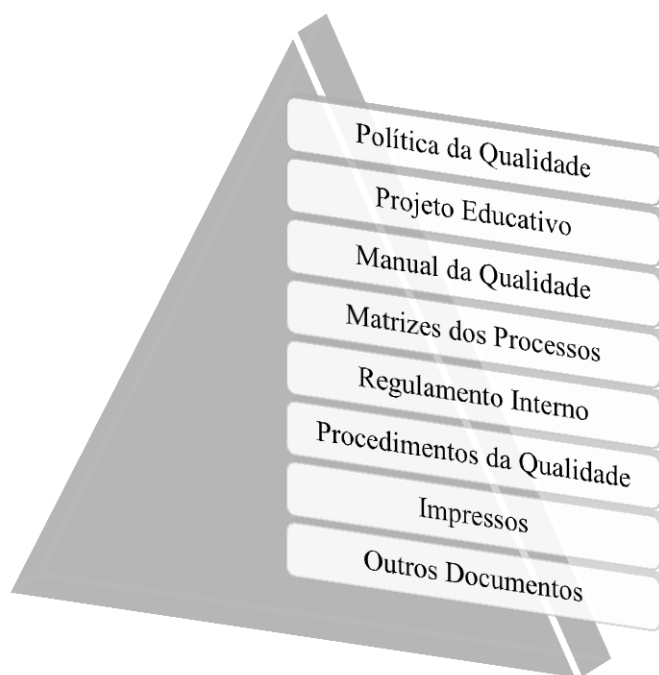 Política da Qualidade
Projeto Educativo
Manual da Qualidade
Matrizes dos Processos
Regulamento Interno
Procedimentos da Qualidade
Impressos
Outros Documentos